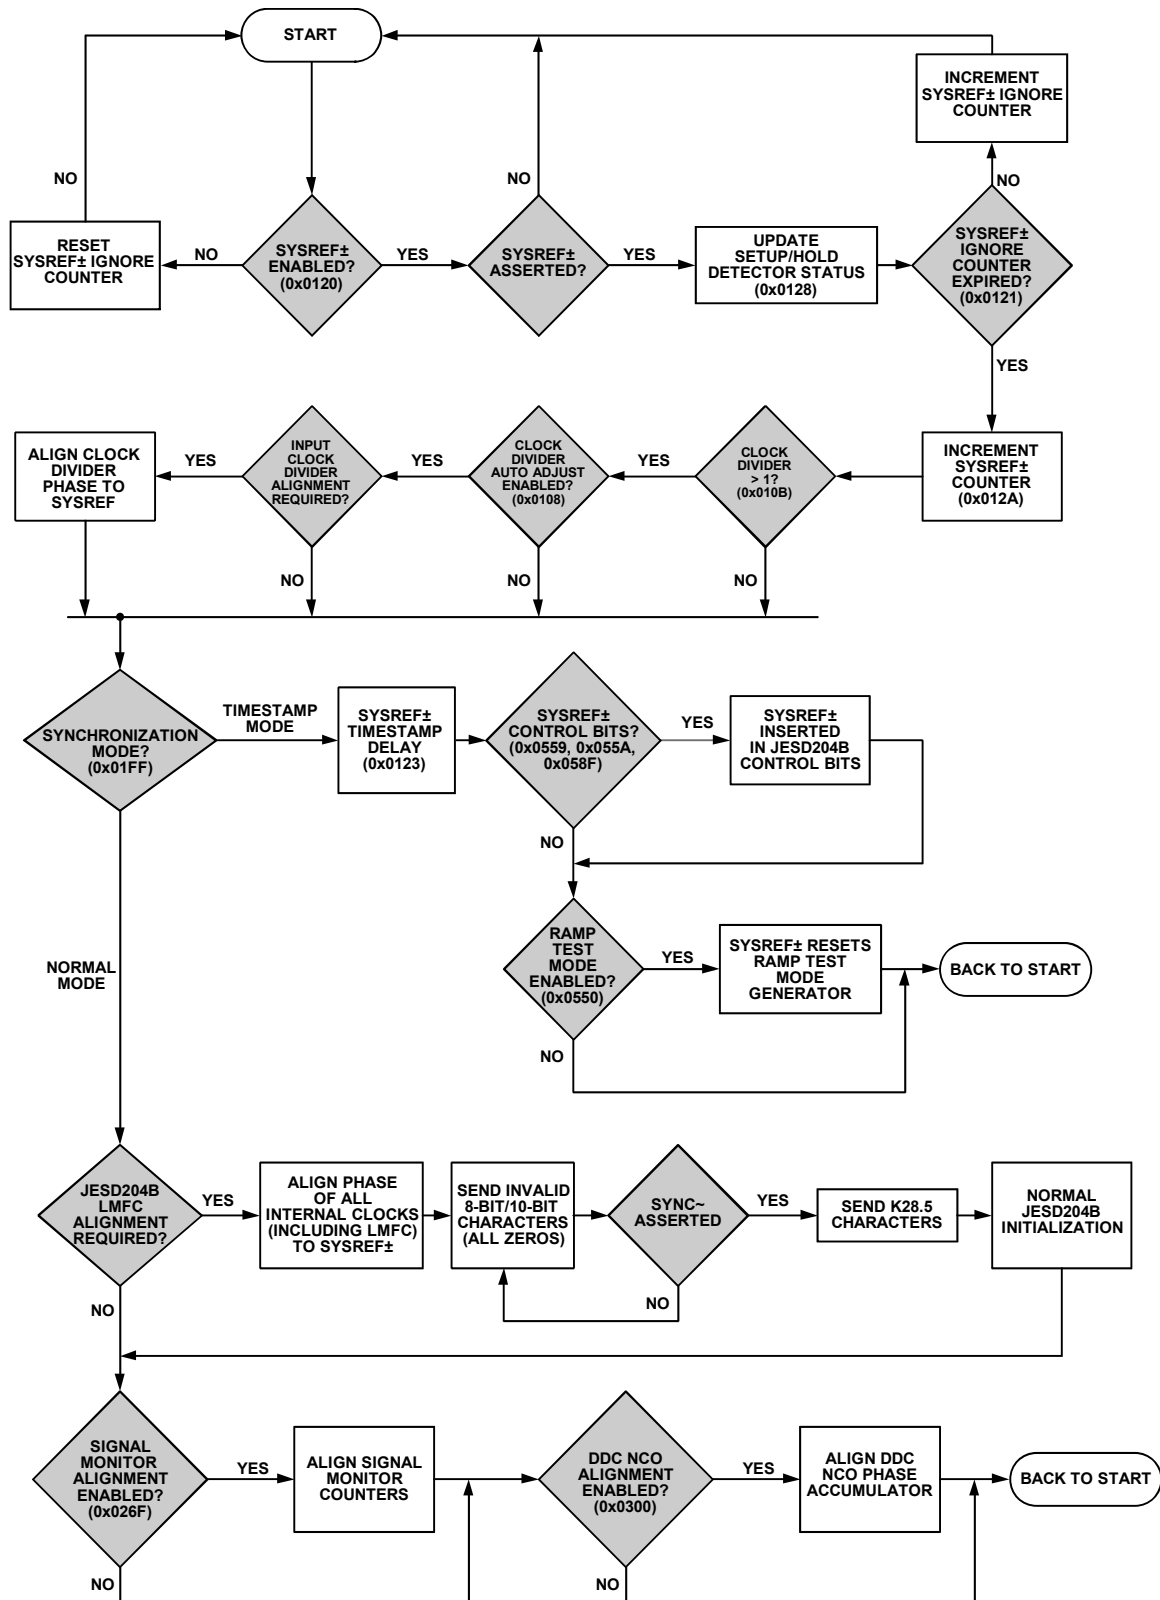 START
INCREMENT
SYSREF± IGNORE
COUNTER
NO
NO
NO
RESET
SYSREF± IGNORE
COUNTER
NO
SYSREF±
ENABLED?
(0x0120)
YES
SYSREF±
ASSERTED?
YES
UPDATE
SETUP/HOLD
DETECTOR STATUS
(0x0128)
SYSREF±
IGNORE
COUNTER
EXPIRED?
(0x0121)
YES
ALIGN CLOCK
DIVIDER
PHASE TO
SYSREF
YES
INPUT
CLOCK
DIVIDER
ALIGNMENT
REQUIRED?
YES
CLOCK
DIVIDER
AUTO ADJUST
ENABLED?
(0x0108)
YES
CLOCK
DIVIDER
> 1?
(0x010B)
INCREMENT
SYSREF±
COUNTER
(0x012A)
NO
NO
NO
SYNCHRONIZATION
MODE?
(0x01FF)
TIMESTAMP
MODE
SYSREF±
TIMESTAMP
DELAY
(0x0123)
SYSREF±
CONTROL BITS?
(0x0559, 0x055A,
0x058F)
YES
SYSREF±
INSERTED
IN JESD204B
CONTROL BITS
NO
NORMAL
MODE
RAMP
TEST
MODE
ENABLED?
(0x0550)
YES
SYSREF± RESETS
RAMP TEST
MODE
GENERATOR
BACK TO START
NO
JESD204B
LMFC
ALIGNMENT
REQUIRED?
YES
ALIGN PHASE
OF ALL
INTERNAL CLOCKS
(INCLUDING LMFC)
TO SYSREF±
SEND INVALID
8-BIT/10-BIT
CHARACTERS
(ALL ZEROS)
SYNC~
ASSERTED
YES
SEND K28.5
CHARACTERS
NORMAL
JESD204B
INITIALIZATION
NO
NO
SIGNAL
MONITOR
ALIGNMENT
ENABLED?
(0x026F)
YES
ALIGN SIGNAL
MONITOR
COUNTERS
DDC NCO
ALIGNMENT
ENABLED?
(0x0300)
YES
ALIGN DDC
NCO PHASE
ACCUMULATOR
BACK TO START
NO
NO